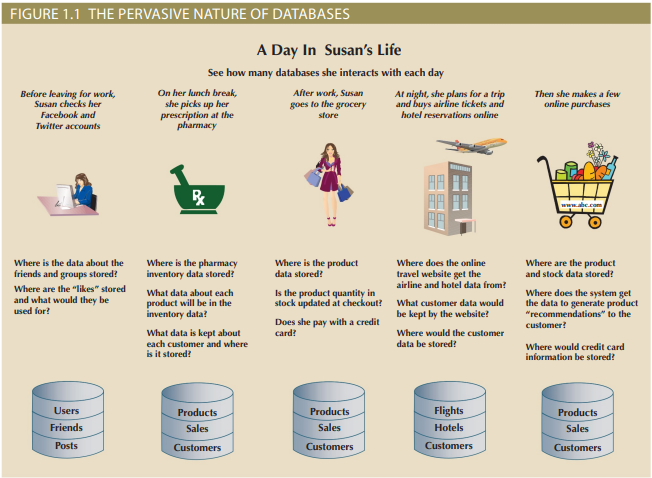 FIGURE 1.1 THE PERVASIVE NATURE OF DATABASES
A Day In Susan's Life
See how many databases she interacts with each day
Before leaving for work,
Susan checks her
Facebook and
Twitter accounts
On her lunch break,
she picks up her
prescription at the
pharmacy
After work, Susan
goes to the grocery
store
At night, she plans for a trip
and buys airline tickets and
hotel reservations online
Then she makes a few
online purchases
Rx
www.abc.com
Where is the data about the
friends and groups stored?
Where are the “likes” stored
and what would they be
used for?
Where is the pharmacy
inventory data stored?
What data about each
product will be in the
inventory data?
What data is kept about
each customer and where
is it stored?
Where is the product
data stored?
Is the product quantity in
stock updated at checkout?
Does she pay with a credit
card?
Where does the online
travel website get the
airline and hotel data from?
What customer data would
be kept by the website?
Where would the customer
data be stored?
Where are the product
and stock data stored?
Where does the system get
the data to generate product
“recommendations” to the
customer?
Where would credit card
information be stored?
Users
Friends
Posts
Products
Sales
Customers
Products
Sales
Customers
Flights
Hotels
Customers
Products
Sales
Customers